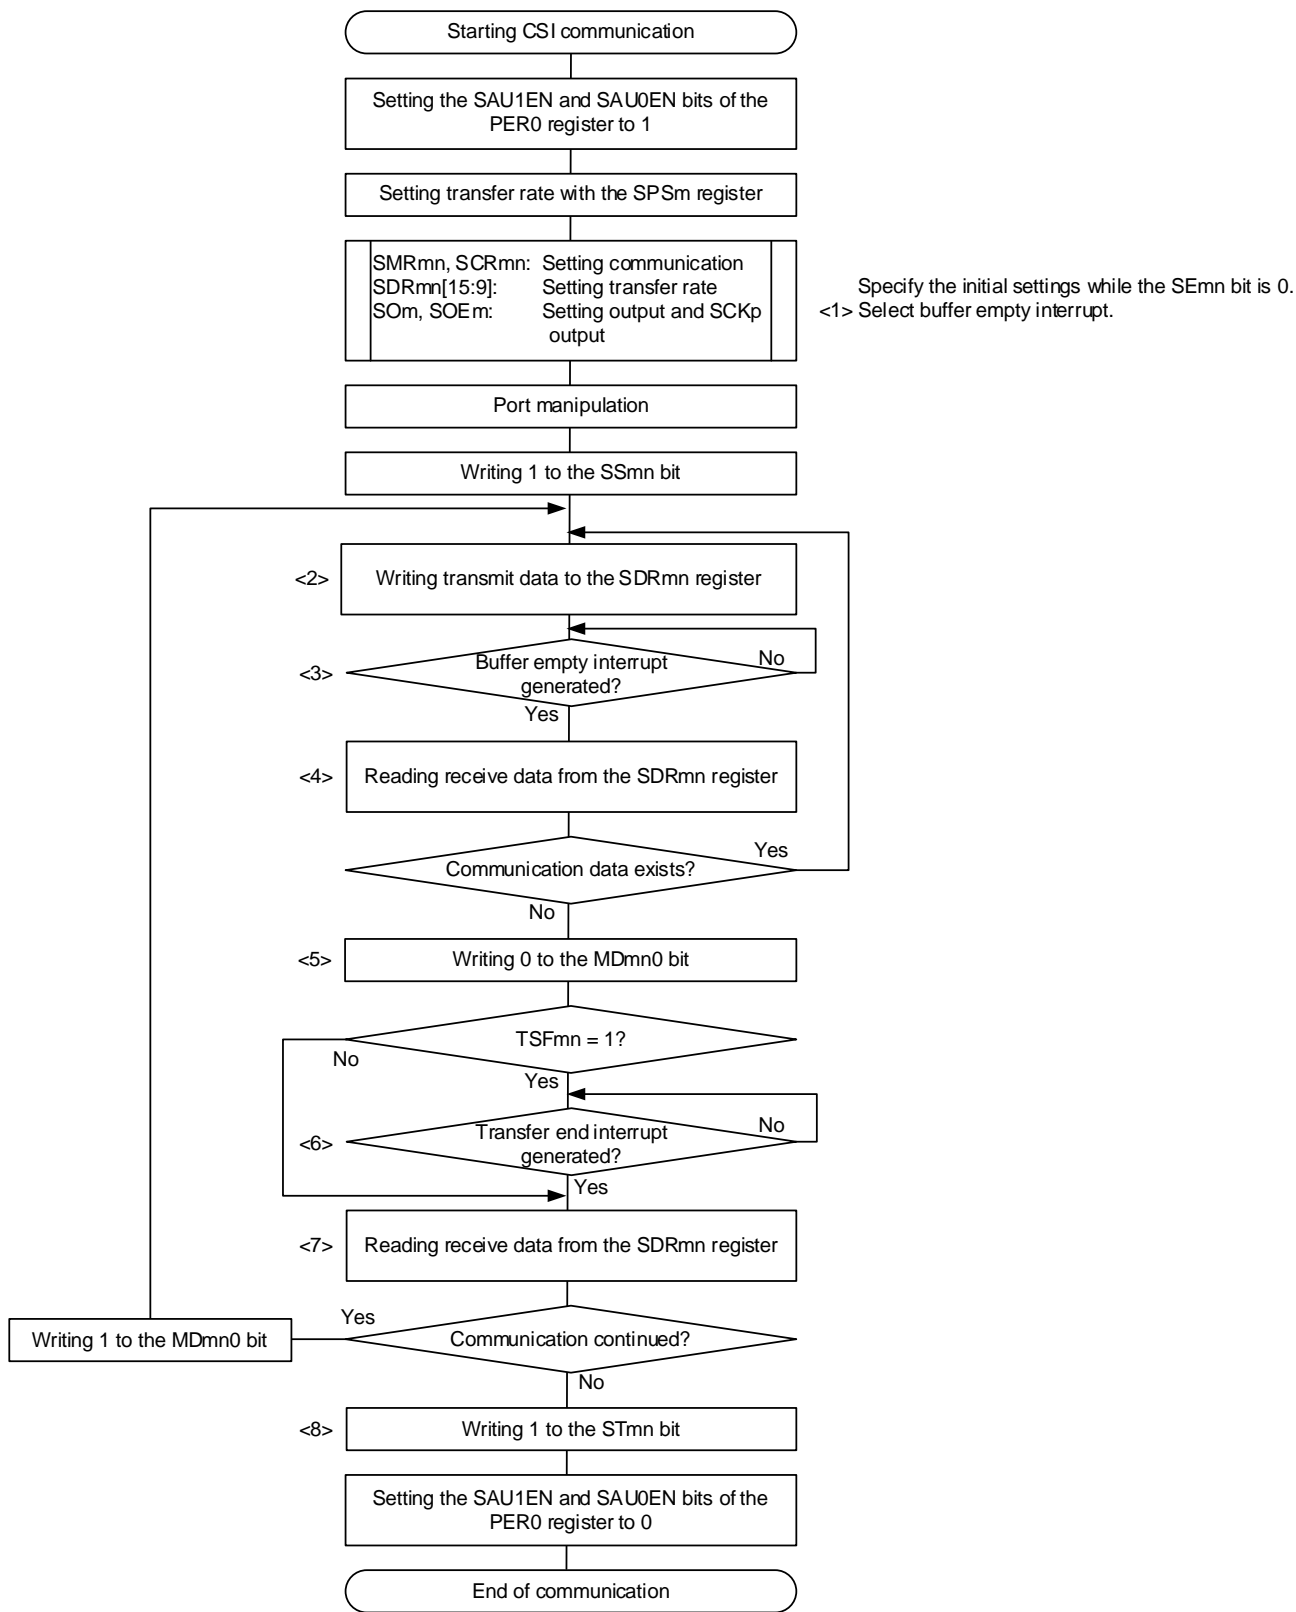 Starting CSI communication
Setting the SAU1EN and SAU0EN bits of the
PER0 register to 1
Setting transfer rate with the SPSm register
SMRmn, SCRmn: Setting communication
SDRmn[15:9]: Setting transfer rate
SOm, SOEm: Setting output and SCKp
output
Specify the initial settings while the SEmn bit is 0.
<1> Select buffer empty interrupt.
Port manipulation
Writing 1 to the SSmn bit
<2> Writing transmit data to the SDRmn register
<3> Buffer empty interrupt No
generated?
Yes
<4> Reading receive data from the SDRmn register
Yes
Communication data exists?
No
<5> Writing 0 to the MDmn0 bit
TSFmn = 1?
No
Yes
<6> Transfer end interrupt No
generated?
Yes
<7> Reading receive data from the SDRmn register
Yes
Writing 1 to the MDmn0 bit Communication continued?
No
<8> Writing 1 to the STmn bit
Setting the SAU1EN and SAU0EN bits of the
PER0 register to 0
End of communication